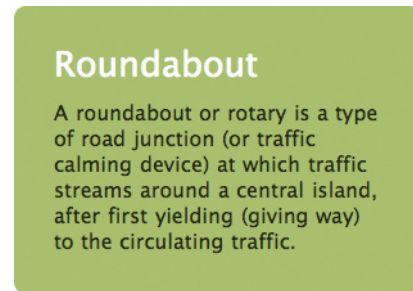 Roundabout
A roundabout or rotary is a type
of road junction (or traffic
calming device) at which traffic
streams around a central island,
after first yielding (giving way)
to the circulating traffic.